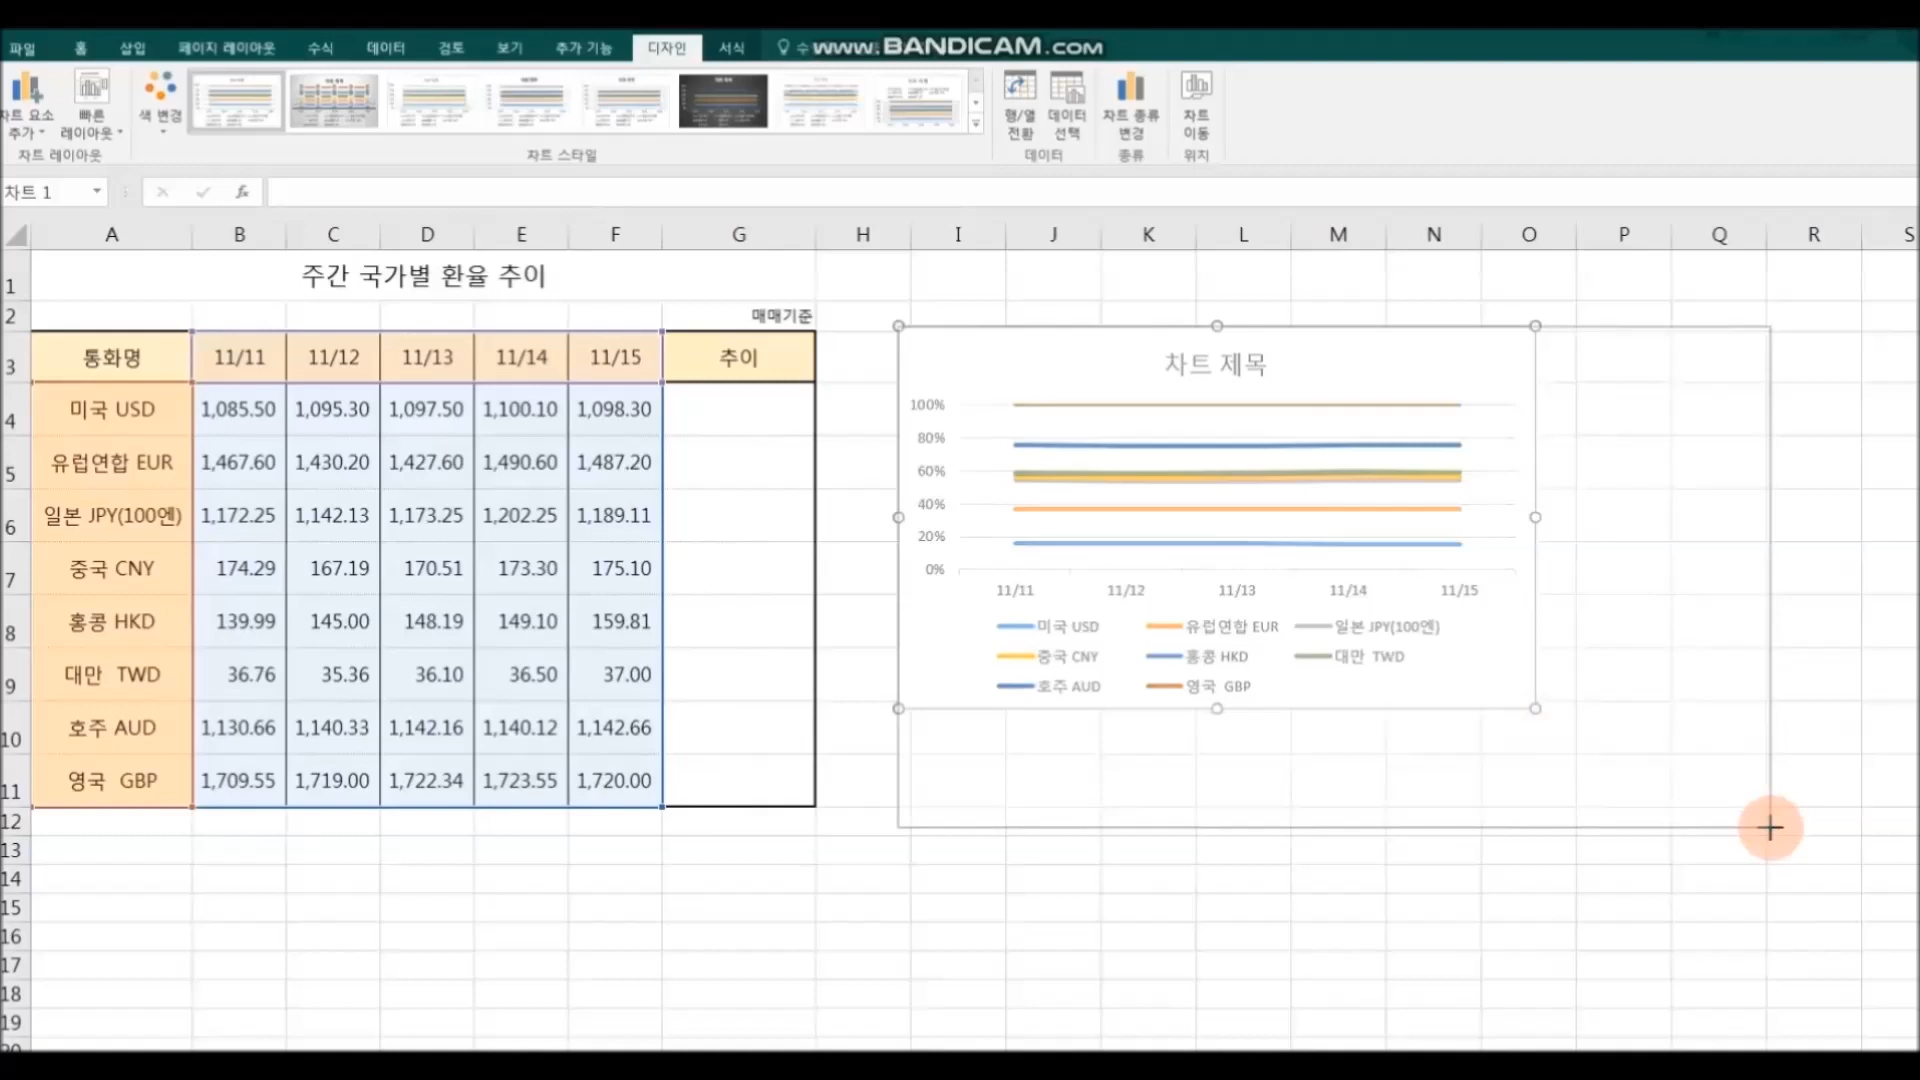 파일 홈 삽입 페이지 레이아웃 수식 데이터 검토 보기 추가 기능 디자인 서식 수 www.BANDICAM.com
차트 요소 추가
빠른 레이아웃
색 변경
행/열 전환
데이터 선택
차트 종류 변경
차트 이동
차트 레이아웃 차트 스타일 데이터 종류 위치
차트 1 fx
A B C D E F G H I J K L M N O P Q R S
1 주간 국가별 환율 추이
2 매매기준
3 통화명 11/11 11/12 11/13 11/14 11/15 추이
4 미국 USD 1,085.50 1,095.30 1,097.50 1,100.10 1,098.30
5 유럽연합 EUR 1,467.60 1,430.20 1,427.60 1,490.60 1,487.20
6 일본 JPY(100엔) 1,172.25 1,142.13 1,173.25 1,202.25 1,189.11
7 중국 CNY 174.29 167.19 170.51 173.30 175.10
8 홍콩 HKD 139.99 145.00 148.19 149.10 159.81
9 대만 TWD 36.76 35.36 36.10 36.50 37.00
10 호주 AUD 1,130.66 1,140.33 1,142.16 1,140.12 1,142.66
11 영국 GBP 1,709.55 1,719.00 1,722.34 1,723.55 1,720.00
12
13
14
15
16
17
18
19
20
차트 제목
100%
80%
60%
40%
20%
0%
11/11 11/12 11/13 11/14 11/15
미국 USD 유럽연합 EUR 일본 JPY(100엔)
중국 CNY 홍콩 HKD 대만 TWD
호주 AUD 영국 GBP